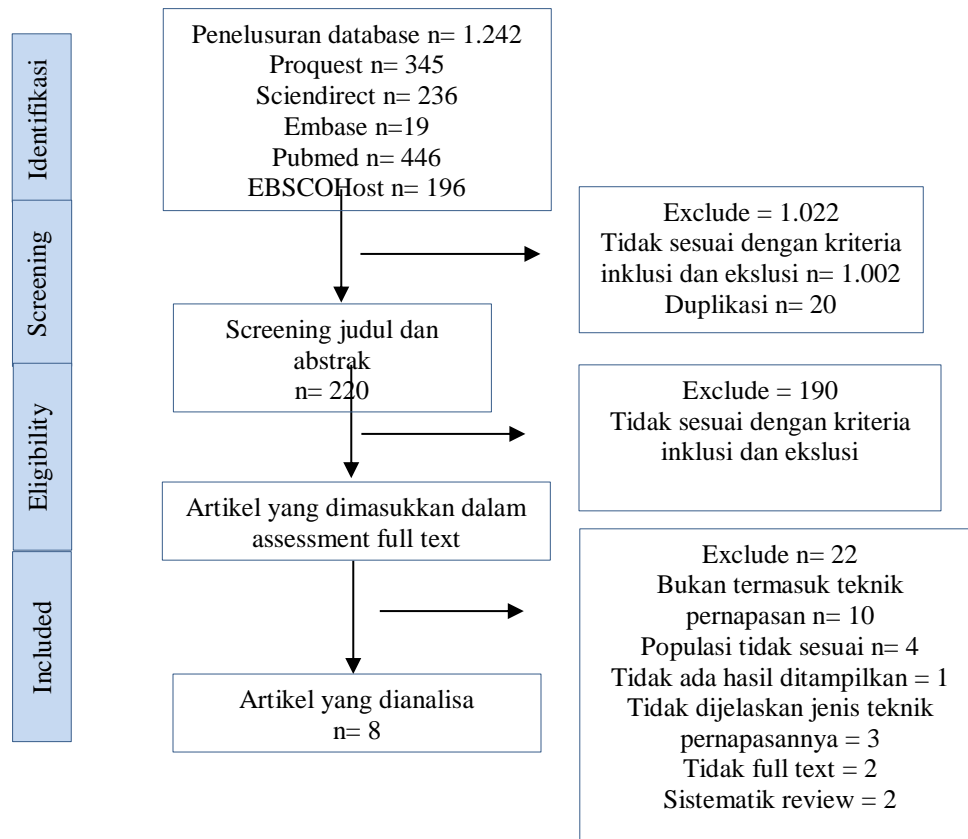 Identifikasi
Penelusuran database n= 1.242
Proquest n= 345
Sciendirect n= 236
Embase n=19
Pubmed n= 446
EBSCOHost n= 196
Screening
Exclude = 1.022
Tidak sesuai dengan kriteria
inklusi dan ekslusi n= 1.002
Duplikasi n= 20
Screening judul dan
abstrak
n= 220
Eligibility
Exclude = 190
Tidak sesuai dengan kriteria
inklusi dan ekslusi
Artikel yang dimasukkan dalam
assessment full text
Included
Exclude n= 22
Bukan termasuk teknik
pernapasan n= 10
Populasi tidak sesuai n= 4
Tidak ada hasil ditampilkan = 1
Tidak dijelaskan jenis teknik
pernapasannya = 3
Tidak full text = 2
Sistematik review = 2
Artikel yang dianalisa
n= 8